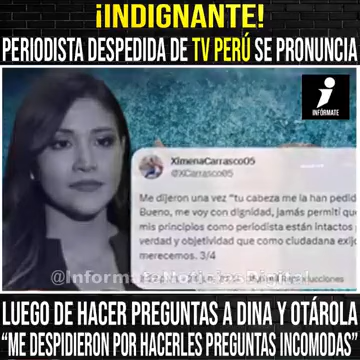 ¡INDIGNANTE!
PERIODISTA DESPEDIDA DE TV PERÚ SE PRONUNCIA
i
INFÓRMATE
XimenaCarrasco05
@XCarrasco05
Me dijeron una vez "tu cabeza me la han pedid
Bueno, me voy con dignidad, jamás permití qu
mis principios como periodista están intactos
verdad y objetividad que como ciudadana exijo
merecemos. 3/4
LUEGO DE HACER PREGUNTAS A DINA Y OTÁROLA
“ME DESPIDIERON POR HACERLES PREGUNTAS INCOMODAS”